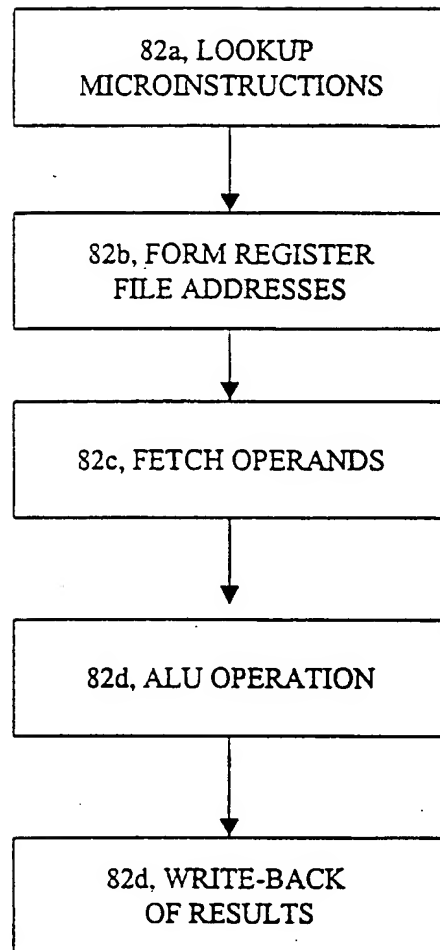 82a, LOOKUP
MICROINSTRUCTIONS
82b, FORM REGISTER
FILE ADDRESSES
82c, FETCH OPERANDS
82d, ALU OPERATION
82d, WRITE-BACK
OF RESULTS